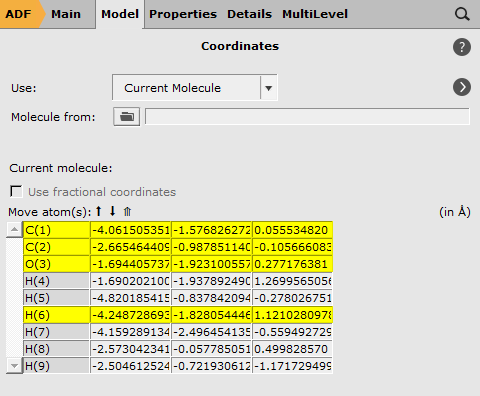 ADF Main Model Properties Details MultiLevel
Coordinates
?
Use: Current Molecule
Molecule from:
Current molecule:
Use fractional coordinates
Move atom(s): ↑ ↓ ⇑ (in Å)
C(1) -4.061505351 -1.576826272 0.055534820
C(2) -2.665464409 -0.987851140 -0.105666083
O(3) -1.694405737 -1.923100557 0.277176381
H(4) -1.690202100 -1.937892490 1.2699565056
H(5) -4.820185415 -0.837842094 -0.278026751
H(6) -4.248728693 -1.828054446 1.1210280978
H(7) -4.159289134 -2.496454135 -0.559492729
H(8) -2.573042341 -0.057785051 0.499828570
H(9) -2.504612524 -0.721930612 -1.171729499